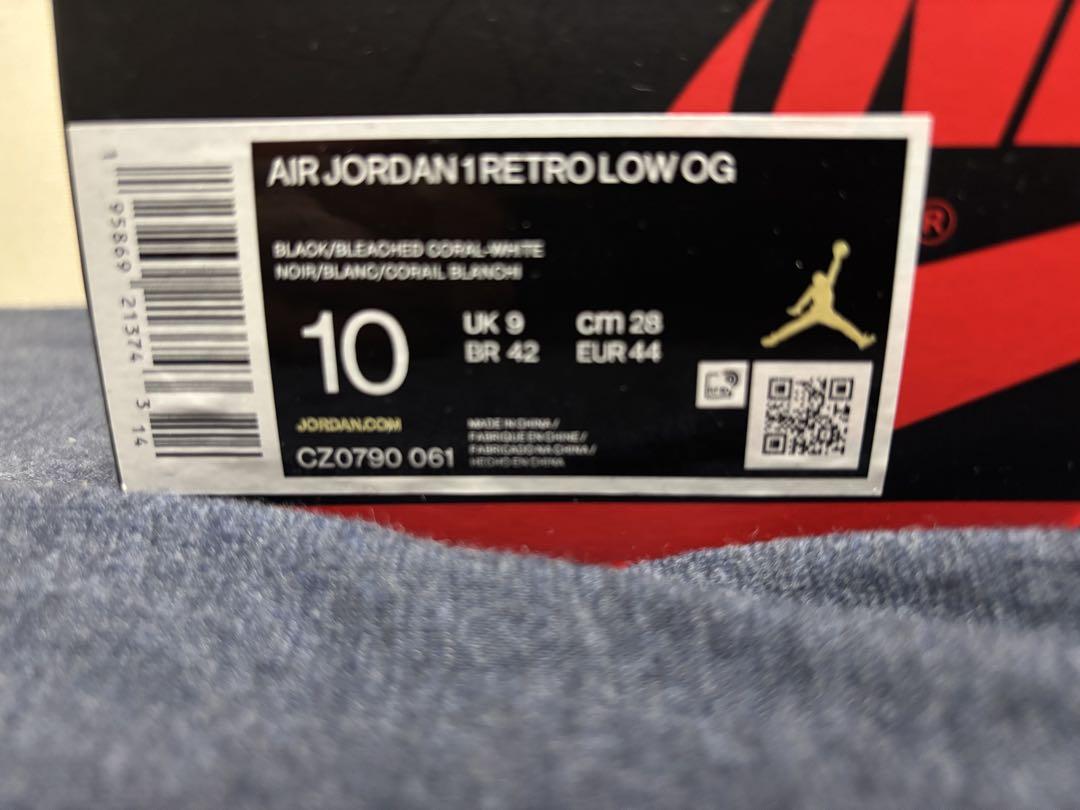 AIR JORDAN 1 RETRO LOW OG
BLACK/BLEACHED CORAL-WHITE
NOIR/BLANC/CORAIL BLANCHI
10
UK 9
cm 28
BR 42
EUR 44
JORDAN.COM
CZ0790 061
MADE IN CHINA /
FABRIQUE EN CHINE /
FABRICADO NA CHINA /
HECHO EN CHINA
1 95869 21374 3 14
®